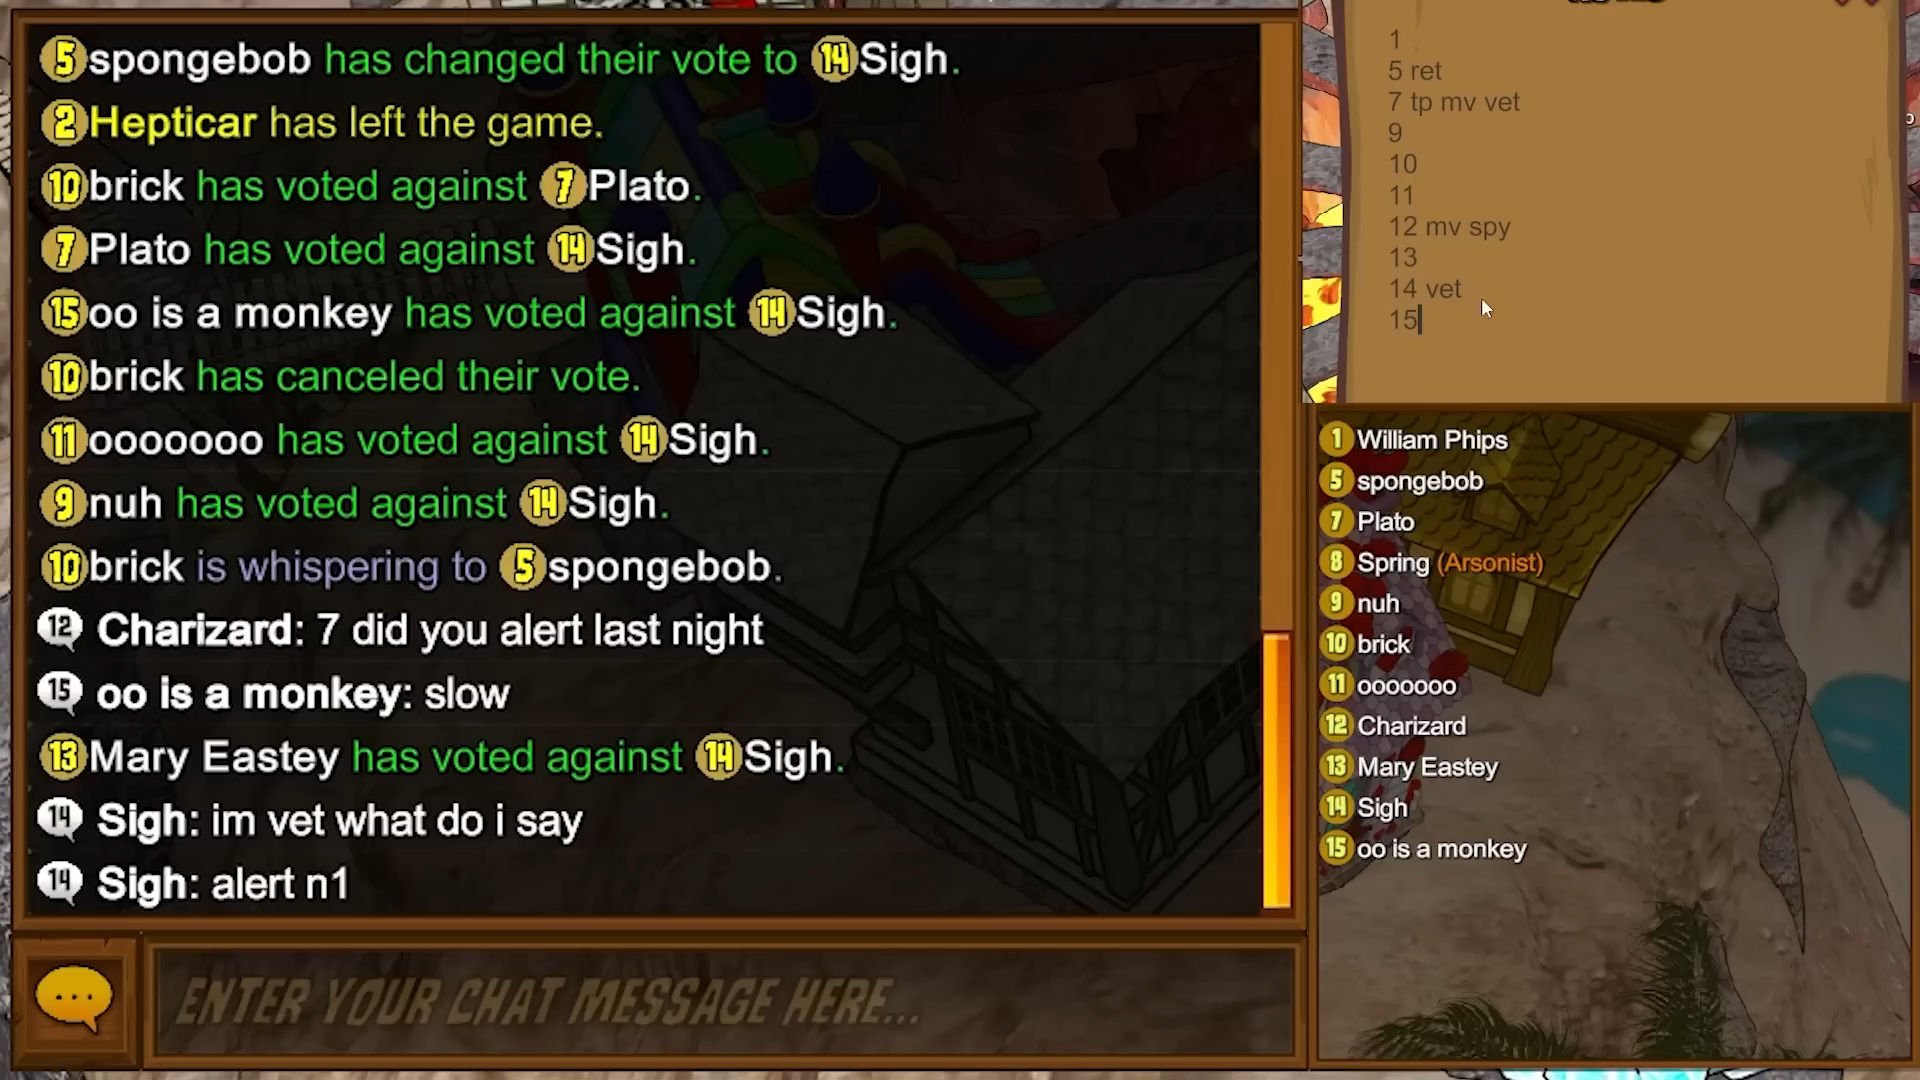 5 spongebob has changed their vote to 14 Sigh.
2 Hepticar has left the game.
10 brick has voted against 7 Plato.
7 Plato has voted against 14 Sigh.
15 oo is a monkey has voted against 14 Sigh.
10 brick has canceled their vote.
11 ooooooo has voted against 14 Sigh.
9 nuh has voted against 14 Sigh.
10 brick is whispering to 5 spongebob.
12 Charizard: 7 did you alert last night
15 oo is a monkey: slow
13 Mary Eastey has voted against 14 Sigh.
14 Sigh: im vet what do i say
14 Sigh: alert n1
ENTER YOUR CHAT MESSAGE HERE...
1
5 ret
7 tp mv vet
9
10
11
12 mv spy
13
14 vet
15
1 William Phips
5 spongebob
7 Plato
8 Spring (Arsonist)
9 nuh
10 brick
11 ooooooo
12 Charizard
13 Mary Eastey
14 Sigh
15 oo is a monkey